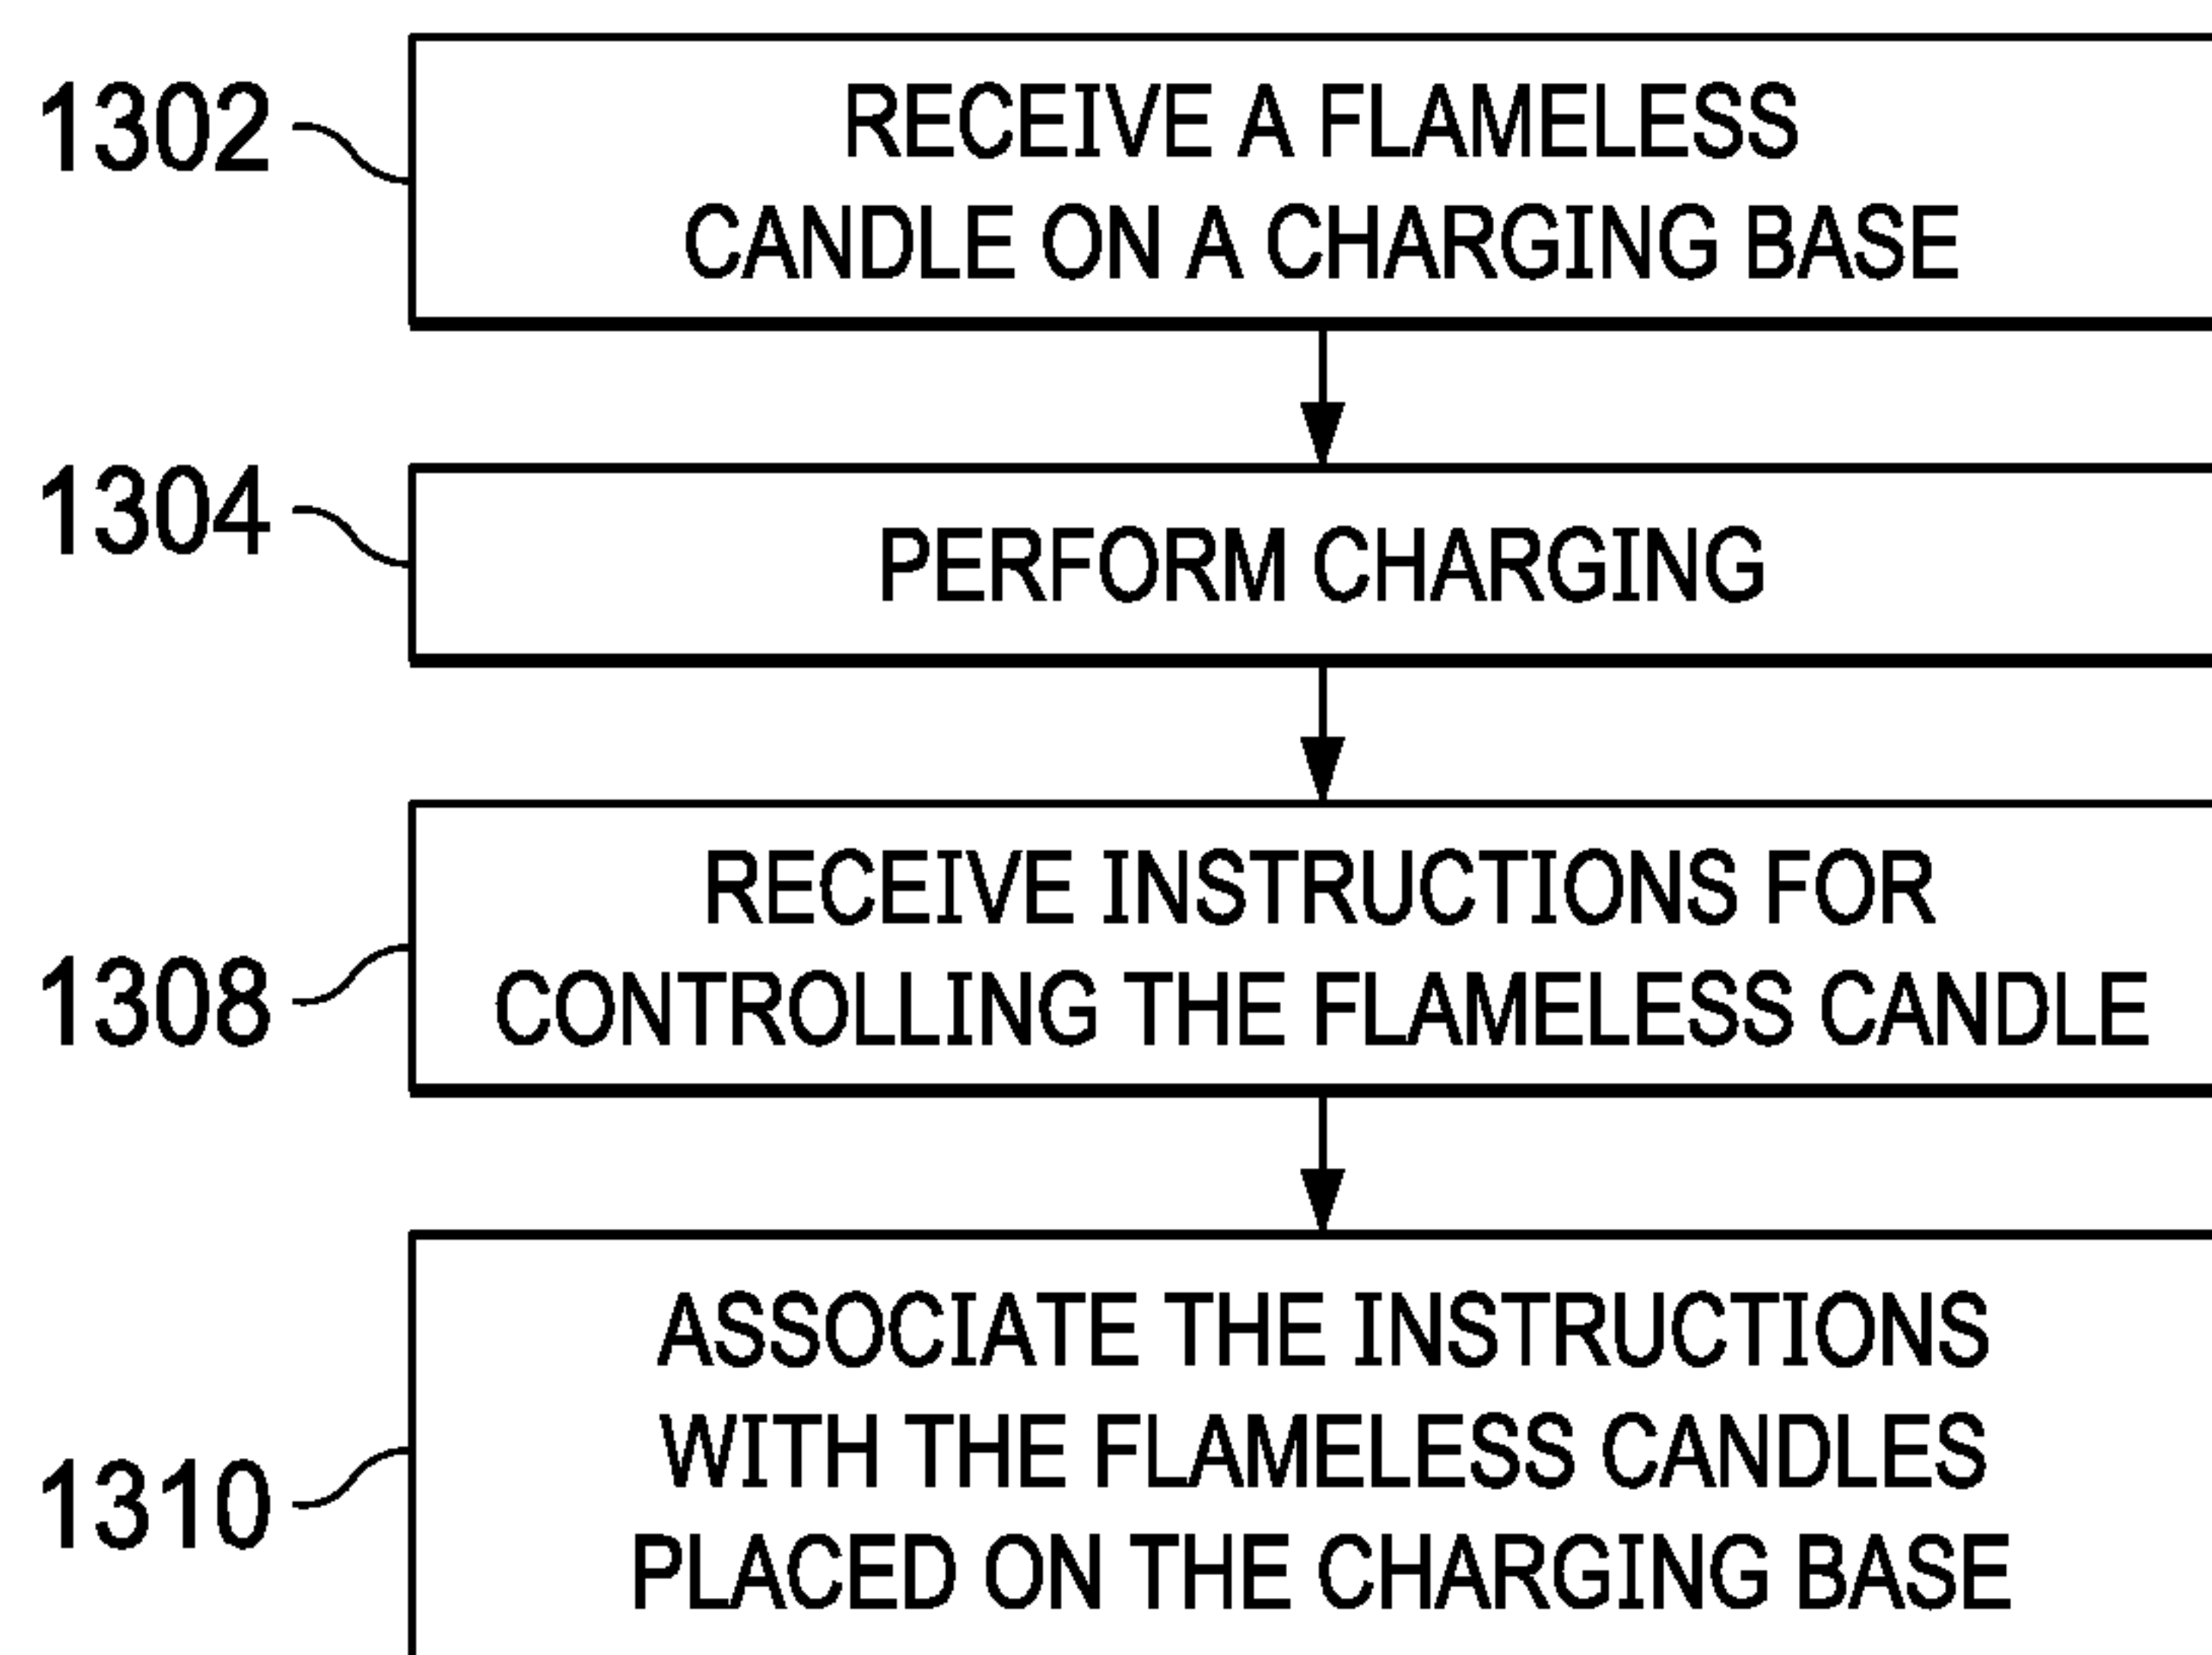 1302
RECEIVE A FLAMELESS
CANDLE ON A CHARGING BASE
1304
PERFORM CHARGING
1308
RECEIVE INSTRUCTIONS FOR
CONTROLLING THE FLAMELESS CANDLE
1310
ASSOCIATE THE INSTRUCTIONS
WITH THE FLAMELESS CANDLES
PLACED ON THE CHARGING BASE